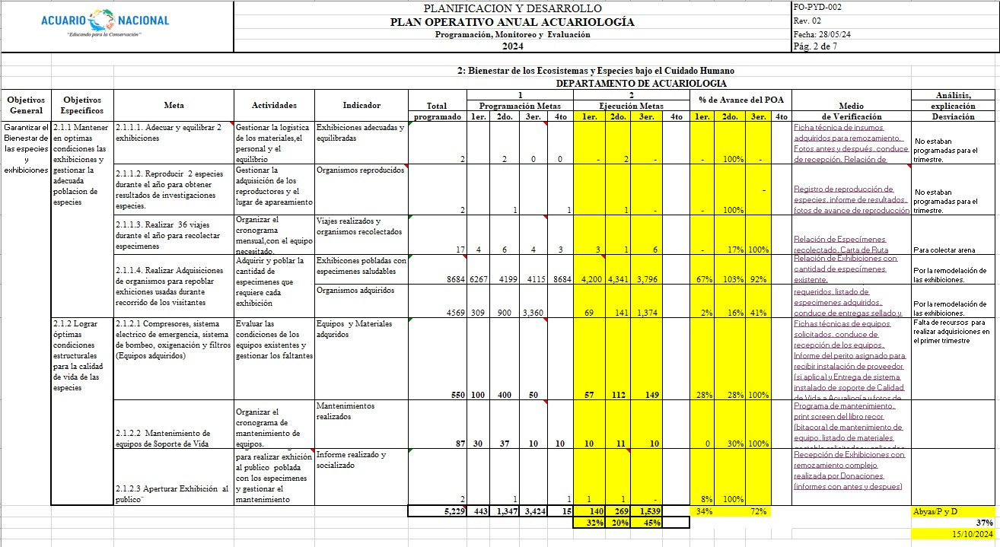 ACUARIO NACIONAL
"Educando para la Conservación"
PLANIFICACION Y DESARROLLO
PLAN OPERATIVO ANUAL ACUARIOLOGÍA
Programación, Monitoreo y Evaluación
2024
FO-PYD-002
Rev. 02
Fecha: 28/05/24
Pág. 2 de 7
2: Bienestar de los Ecosistemas y Especies bajo el Cuidado Humano
DEPARTAMENTO DE ACUARIOLOGIA
Objetivos General
Objetivos Específicos
Meta
Actividades
Indicador
Total programado
1
Programación Metas
1er. 2do. 3er. 4to
2
Ejecución Metas
1er. 2do. 3er. 4to
% de Avance del POA
1er. 2do. 3er. 4to
Medio
de Verificación
Análisis,
explicación
Desviación
Garantizar el
Bienestar de
las especies
y
exhibiciones
2.1.1 Mantener
en optimas
condiciones las
exhibiciones y
gestionar la
adecuada
poblacion de
especies
2.1.1.1. Adecuar y equilibrar 2
exhibiciones
Gestionar la logistica
de los materiales,el
personal y el
equilibrio
Exhibiciones adecuadas y
equilibradas
2 2 0 0 - 2 - - 100% -
Ficha técnica de insumos
adquiridos para remozamiento.
Fotos antes y después, conduce
de recepción. Relación de
No estaban
programadas para el
trimestre.
2.1.1.2. Reproducir 2 especies
durante el año para obtener
resultados de investigaciones
especies.
Gestionar la
adquisición de los
reproductores y el
lugar de apareamiento
Organismos reproducidos
2 1 1 1 - - 100% -
Registro de reproducción de
especies, informe de resultados,
fotos de avance de reproducción
No estaban
programadas para el
trimestre.
2.1.1.3. Realizar 36 viajes
durante el año para recolectar
especimenes
Organizar el
cronograma
mensual,con el equipo
necesitado.
Viajes realizados y
organismos recolectados
17 4 6 4 3 3 1 6 - 17% 100%
Relación de Especímenes
recolectado. Carta de Ruta
Para colectar arena
2.1.1.4. Realizar Adquisiciones
de organismos para repoblar
exhiciones usadas durante
recorrido de los visitantes
Adquirir y poblar la
cantidad de
especimenes que
requiere cada
exhibición
Exhibicones pobladas con
especimenes saludables
8684 6267 4199 4115 8684 4,200 4,341 3,796 67% 103% 92%
Relación de Exhibiciones con
cantidad de especímenes
existente.
Por la remodelación de
las exhibiciones.
Organismos adquiridos
4569 309 900 3,360 69 141 1,374 2% 16% 41%
requeridos, listado de
especimenes adquiridos,
conduce de entregas sellado y
Por la remodelación de
las exhibiciones.
2.1.2 Lograr
óptimas
condiciones
estructurales
para la calidad
de vida de las
especies
2.1.2.1 Compresores, sistema
electrico de emergencia, sistema
de bombeo, oxigenación y filtros
(Equipos adquiridos)
Evaluar las
condiciones de los
equipos existentes y
gestionar los faltantes
Equipos y Materiales
adquridos
550 100 400 50 57 112 149 28% 28% 100%
Fichas técnicas de equipos
solicitados, conduce de
recepción de los equipos.
Informe del perito asignado para
recibir instalación de proveedor
(si aplica) y Entrega de sistema
instalado de soporte de Calidad
Falta de recursos para
realizar adquisiciones en
el primer trimestre
2.1.2.2 Mantenimiento de
equipos de Soporte de Vida
Organizar el
cronograma de
mantenimiento de
equipos.
Mantenimientos
realizados
87 30 37 10 10 10 11 10 0 30% 100%
Programa de mantenimiento,
print screen del libro recor
(bitacora) de mantenimiento de
equipo, listado de materiales
2.1.2.3 Aperturar Exhibición al
publico¨
para realizar exhición
al publico poblada
con los especimenes
y gestionar el
mantenimiento
Informe realizado y
socializado
2 1 1 1 1 - 8% 100%
Recepción de Exhibiciones con
remozamiento complejo
realizada por Donaciones
(informes con antes y despues)
5,229 443 1,347 3,424 15 140 269 1,539 34% 72%
Abyas/P y D
32% 20% 45%
37%
15/10/2024